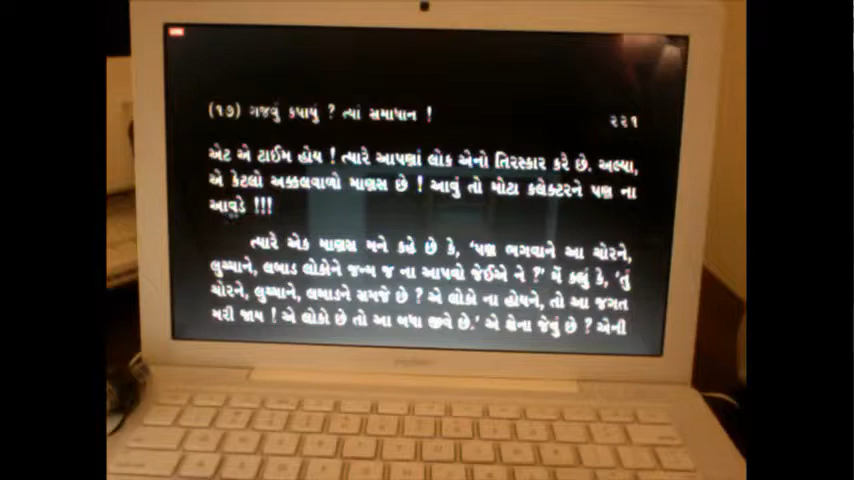 (૧૭) ગજવું કપાયું ? ત્યાં સમાધાન ! ૨૨૧
એટ એ ટાઈમ હોય ! ત્યારે આપણાં લોક એનો તિરસ્કાર કરે છે. અલ્યા,
એ કેટલો અક્કલવાળો માણસ છે ! આવું તો મોટા કલેક્ટરને પણ ના
આવડે !!!
ત્યારે એક માણસ મને કહે છે કે, ‘પણ ભગવાને આ ચોરને,
લુચ્ચાને, લબાડ લોકોને જન્મ જ ના આપવો જોઈએ ને ?’ મેં કહ્યું કે, ‘તું
ચોરને, લુચ્ચાને, લબાડને સમજે છે ? એ લોકો ના હોયને, તો આ જગત
મરી જાય ! એ લોકો છે તો આ બધા જીવે છે.’ એ શેના જેવું છે ? એની